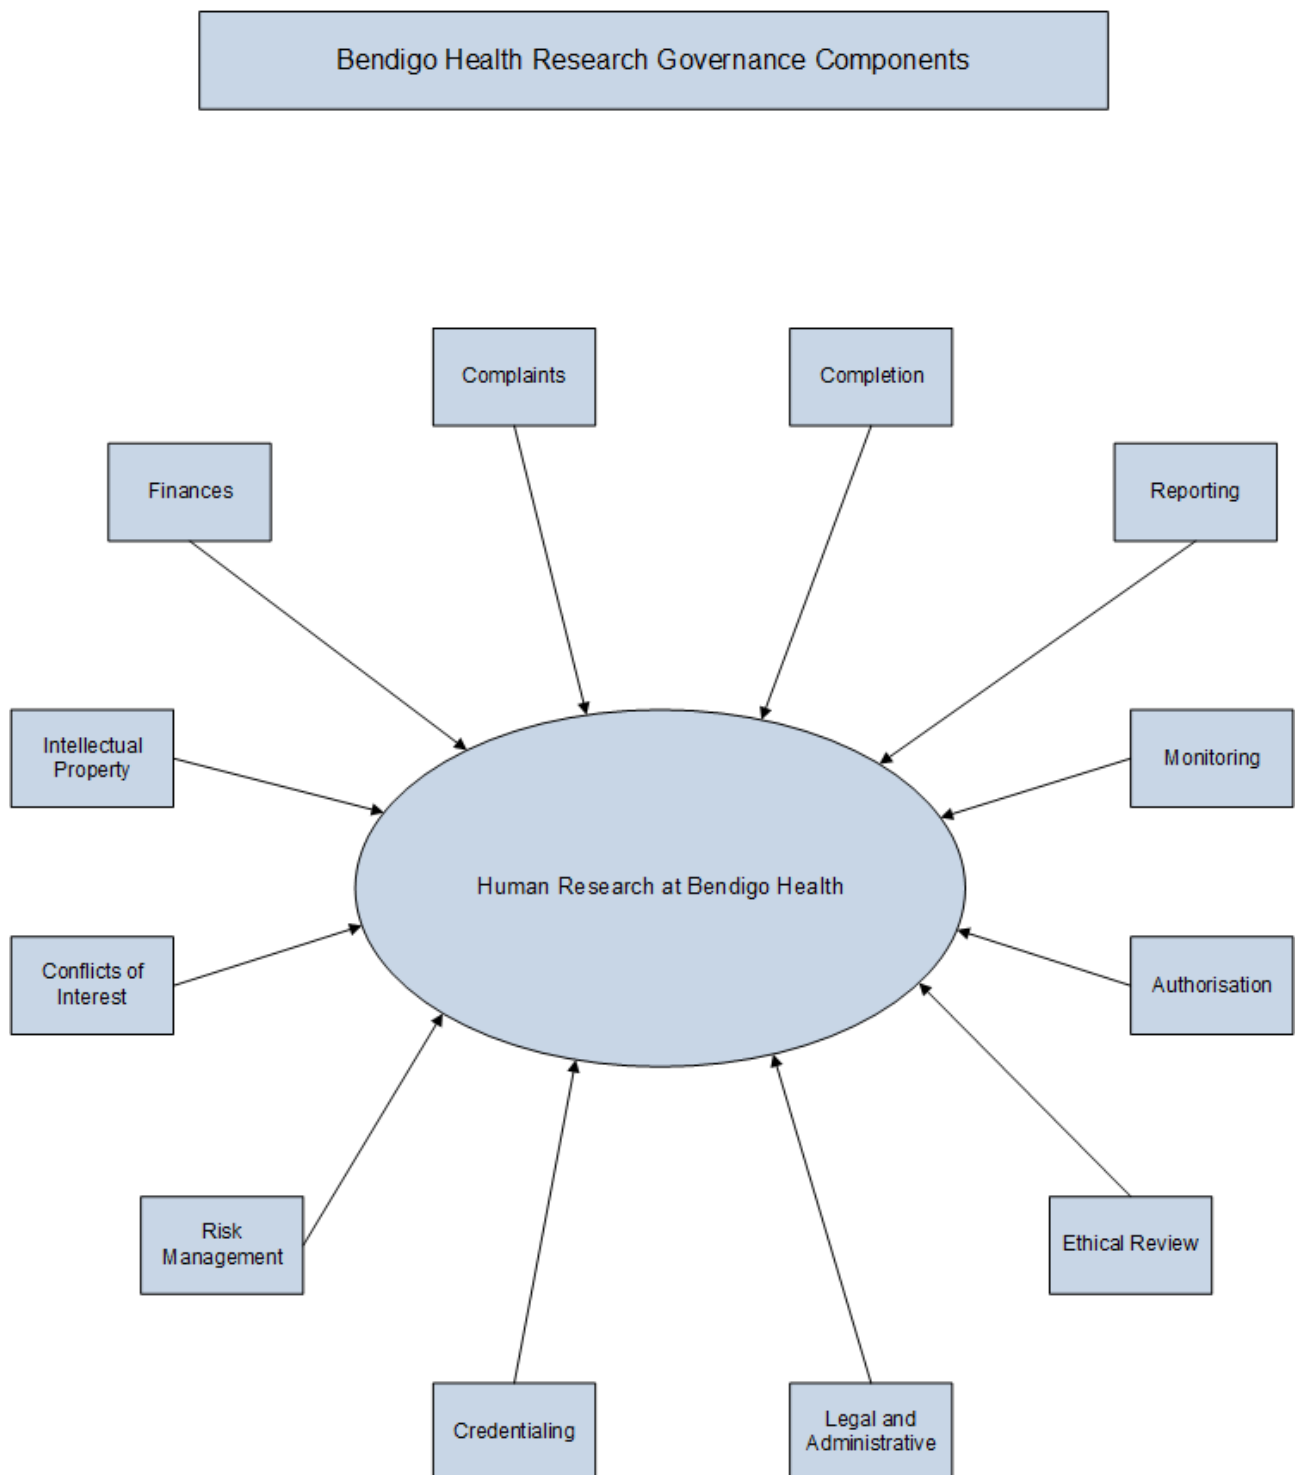 Bendigo Health Research Governance Components
Complaints
Completion
Finances
Reporting
Intellectual
Property
Monitoring
Human Research at Bendigo Health
Conflicts of
Interest
Authorisation
Risk
Management
Ethical Review
Credentialing
Legal and
Administrative